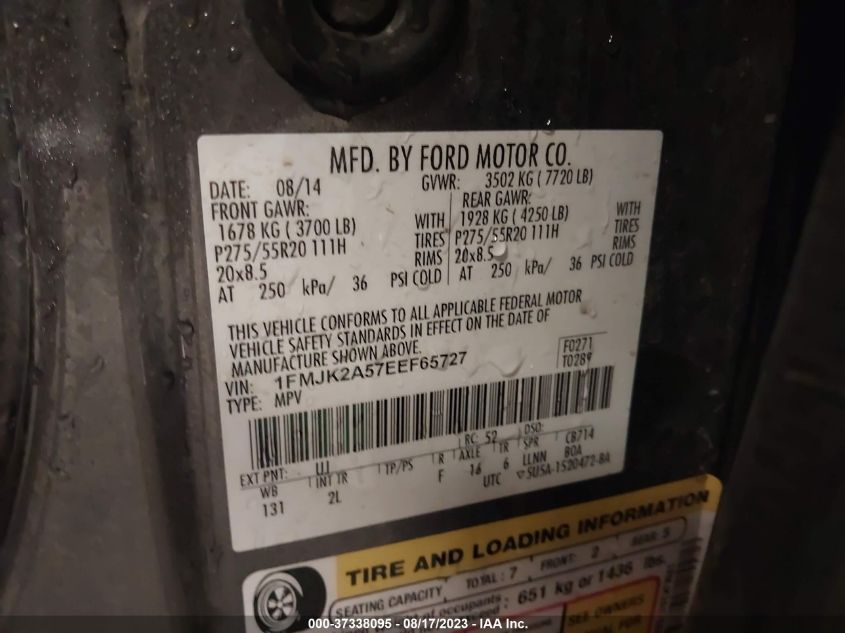 MFD. BY FORD MOTOR CO.
DATE: 08/14 GVWR: 3502 KG ( 7720 LB)
FRONT GAWR: REAR GAWR:
1678 KG ( 3700 LB) WITH 1928 KG ( 4250 LB) WITH
P275/55R20 111H TIRES P275/55R20 111H TIRES
20x8.5 RIMS 20x8.5 RIMS
AT 250 kPa/ 36 PSI COLD AT 250 kPa/ 36 PSI COLD
THIS VEHICLE CONFORMS TO ALL APPLICABLE FEDERAL MOTOR
VEHICLE SAFETY STANDARDS IN EFFECT ON THE DATE OF
MANUFACTURE SHOWN ABOVE.
VIN: 1FMJK2A57EEF65727 F0271
TYPE: MPV T0289
EXT PNT: UJ RC: 52 DSO:
WB INT TR TP/PS R AXLE TR SPR CB714
131 2L F 16 6 LLNN BOA
UTC 5U5A-1520472-BA
TIRE AND LOADING INFORMATION
SEATING CAPACITY TOTAL : 7 FRONT: 2 REAR: 5
of occupants 651 kg or 1436 lbs.
SEE OWNERS
FOR
000-37338095 - 08/17/2023 - IAA Inc.